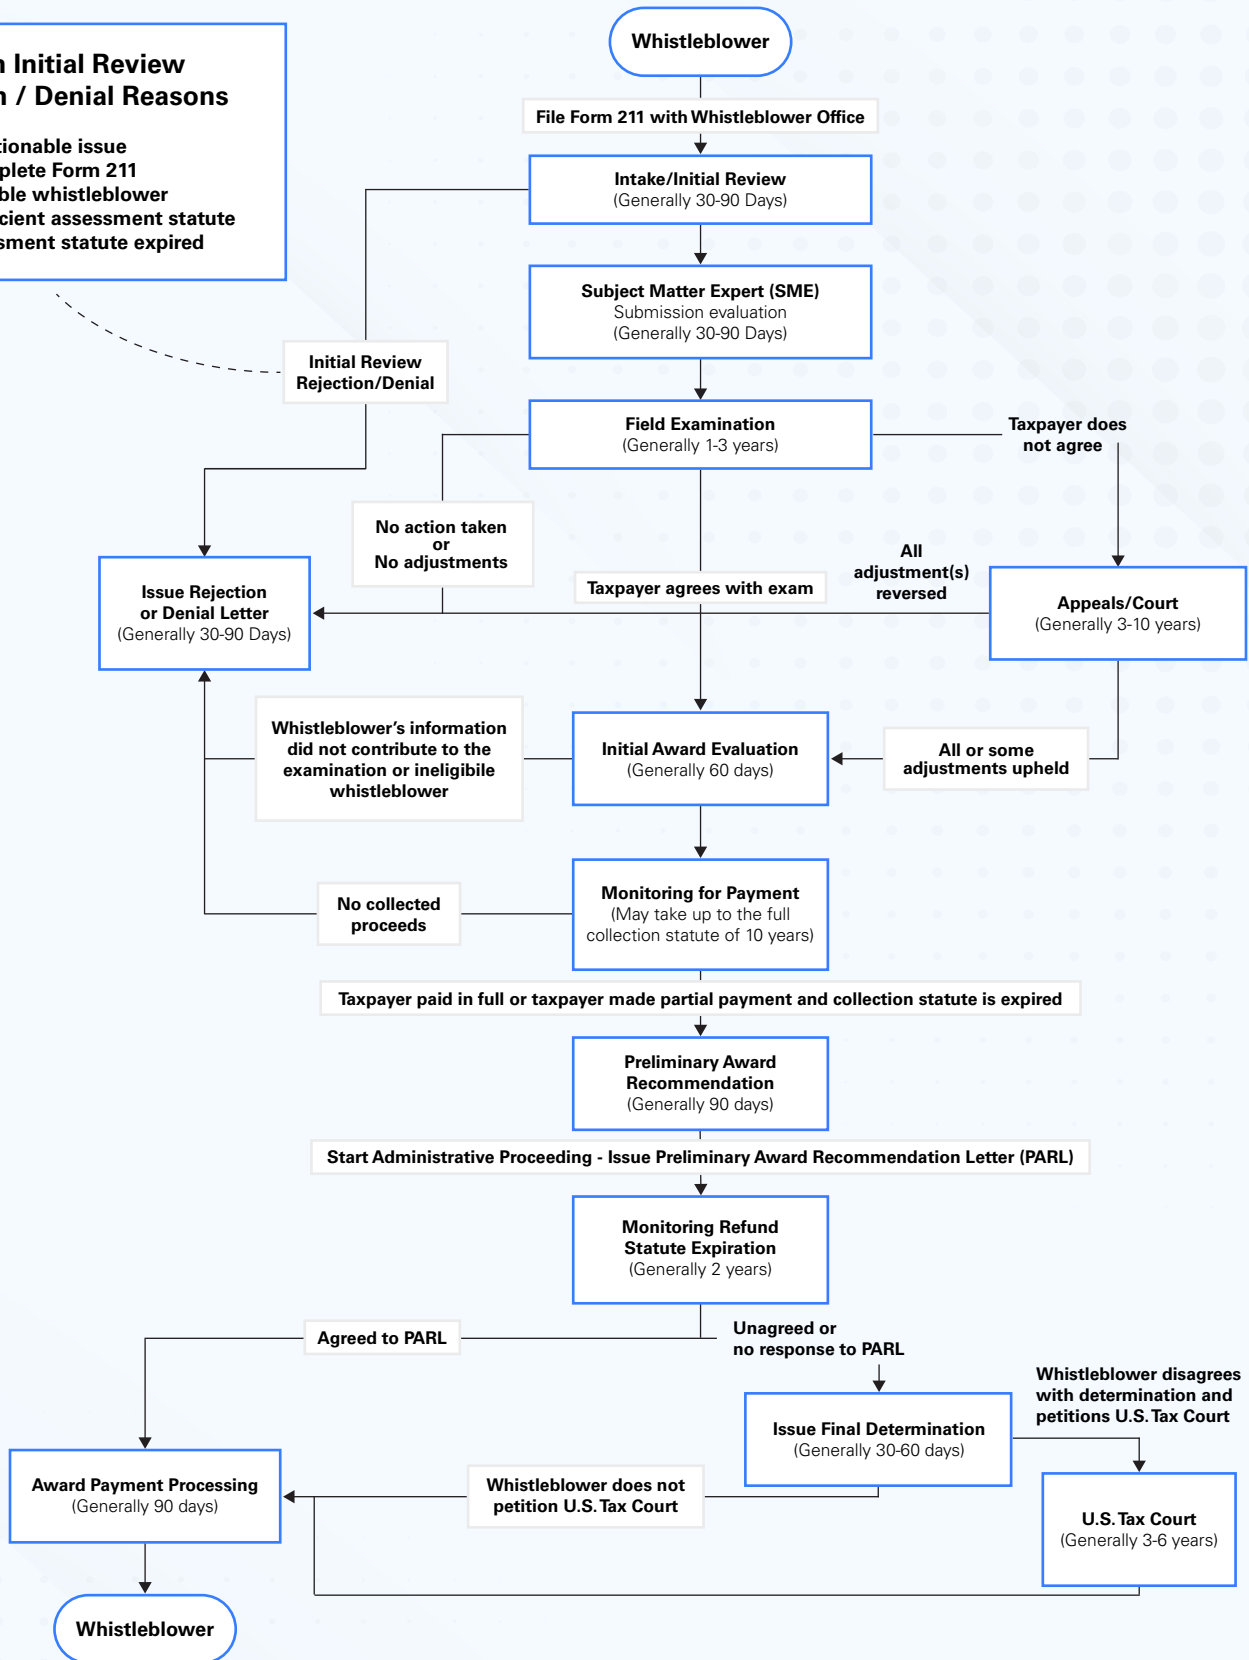 Whistleblower
Initial Review
/ Denial Reasons
issue
Form 211
whistleblower
assessment statute
statute expired
File Form 211 with Whistleblower Office
Intake/Initial Review
(Generally 30-90 Days)
Subject Matter Expert (SME)
Submission evaluation
(Generally 30-90 Days)
Initial Review
Rejection/Denial
Field Examination
(Generally 1-3 years)
Taxpayer does
not agree
No action taken
or
No adjustments
Taxpayer agrees with exam
All
adjustment(s)
reversed
Issue Rejection
or Denial Letter
(Generally 30-90 Days)
Appeals/Court
(Generally 3-10 years)
Whistleblower’s information
did not contribute to the
examination or ineligibile
whistleblower
Initial Award Evaluation
(Generally 60 days)
All or some
adjustments upheld
No collected
proceeds
Monitoring for Payment
(May take up to the full
collection statute of 10 years)
Taxpayer paid in full or taxpayer made partial payment and collection statute is expired
Preliminary Award
Recommendation
(Generally 90 days)
Start Administrative Proceeding - Issue Preliminary Award Recommendation Letter (PARL)
Monitoring Refund
Statute Expiration
(Generally 2 years)
Agreed to PARL
Unagreed or
no response to PARL
Whistleblower disagrees
with determination and
petitions U.S. Tax Court
Issue Final Determination
(Generally 30-60 days)
Award Payment Processing
(Generally 90 days)
Whistleblower does not
petition U.S. Tax Court
U.S. Tax Court
(Generally 3-6 years)
Whistleblower